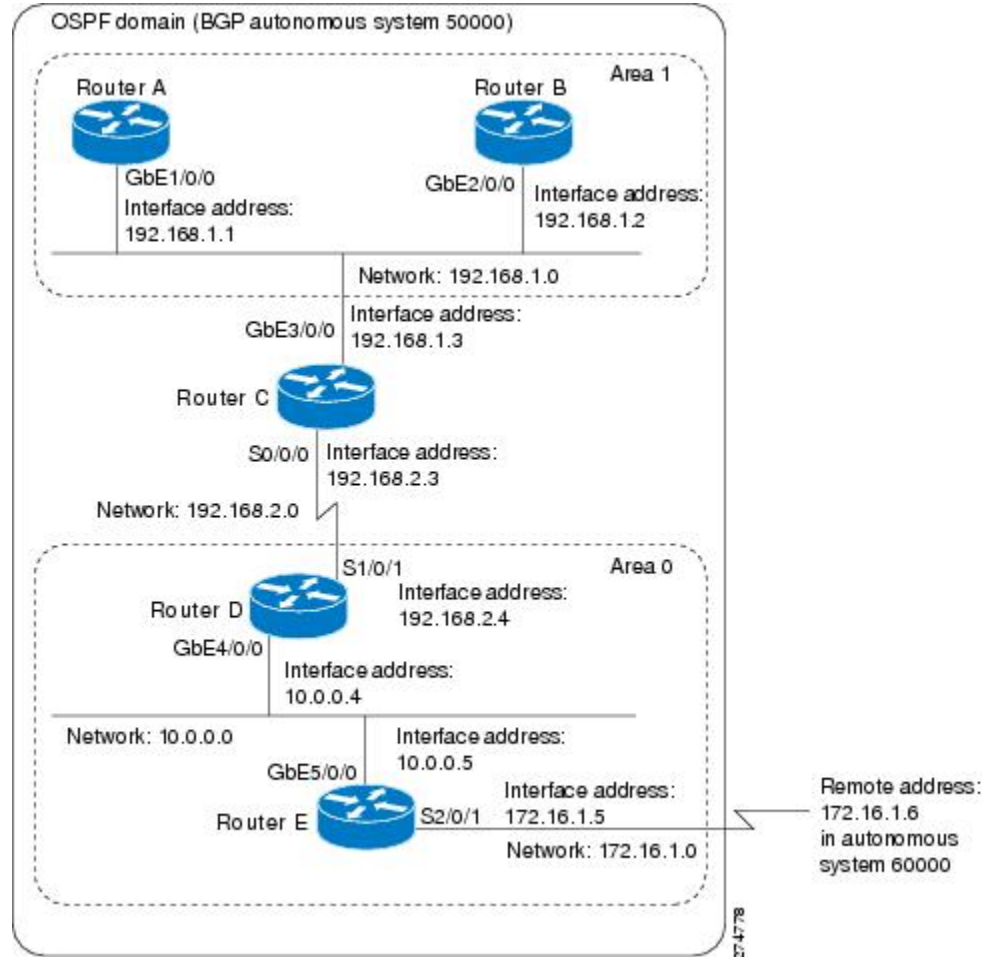 OSPF domain (BGP autonomous system 50000)
Area 1
Router A
Router B
GbE1/0/0
Interface address:
192.168.1.1
GbE2/0/0
Interface address:
192.168.1.2
Network: 192.168.1.0
GbE3/0/0
Interface address:
192.168.1.3
Router C
S0/0/0
Interface address:
192.168.2.3
Network: 192.168.2.0
Area 0
S1/0/1
Router D
Interface address:
192.168.2.4
GbE4/0/0
Interface address:
10.0.0.4
Network: 10.0.0.0
Interface address:
10.0.0.5
GbE5/0/0
Router E
S2/0/1
Interface address:
172.16.1.5
Network: 172.16.1.0
Remote address:
172.16.1.6
in autonomous
system 60000
274778